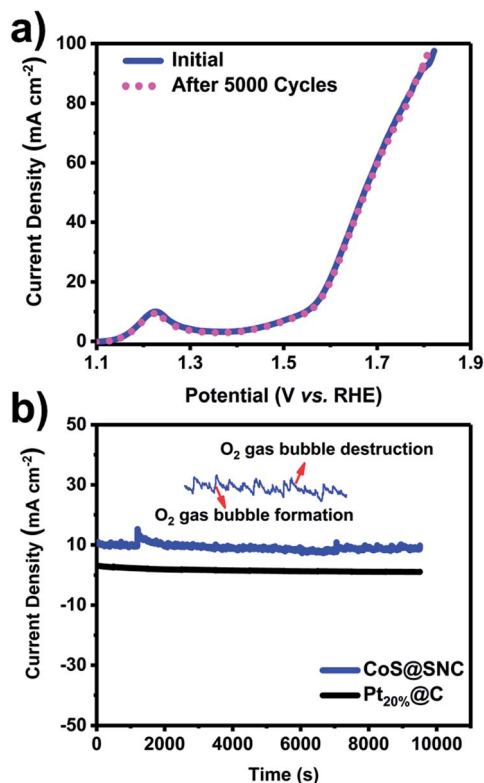 a)
100
80
60
40
20
0
Current Density (mA cm⁻²)
Initial
After 5000 Cycles
1.1 1.3 1.5 1.7 1.9
Potential (V vs. RHE)
b)
50
30
10
-10
-30
-50
Current Density (mA cm⁻²)
O₂ gas bubble destruction
O₂ gas bubble formation
CoS@SNC
Pt₂₀%@C
0 2000 4000 6000 8000 10000
Time (s)